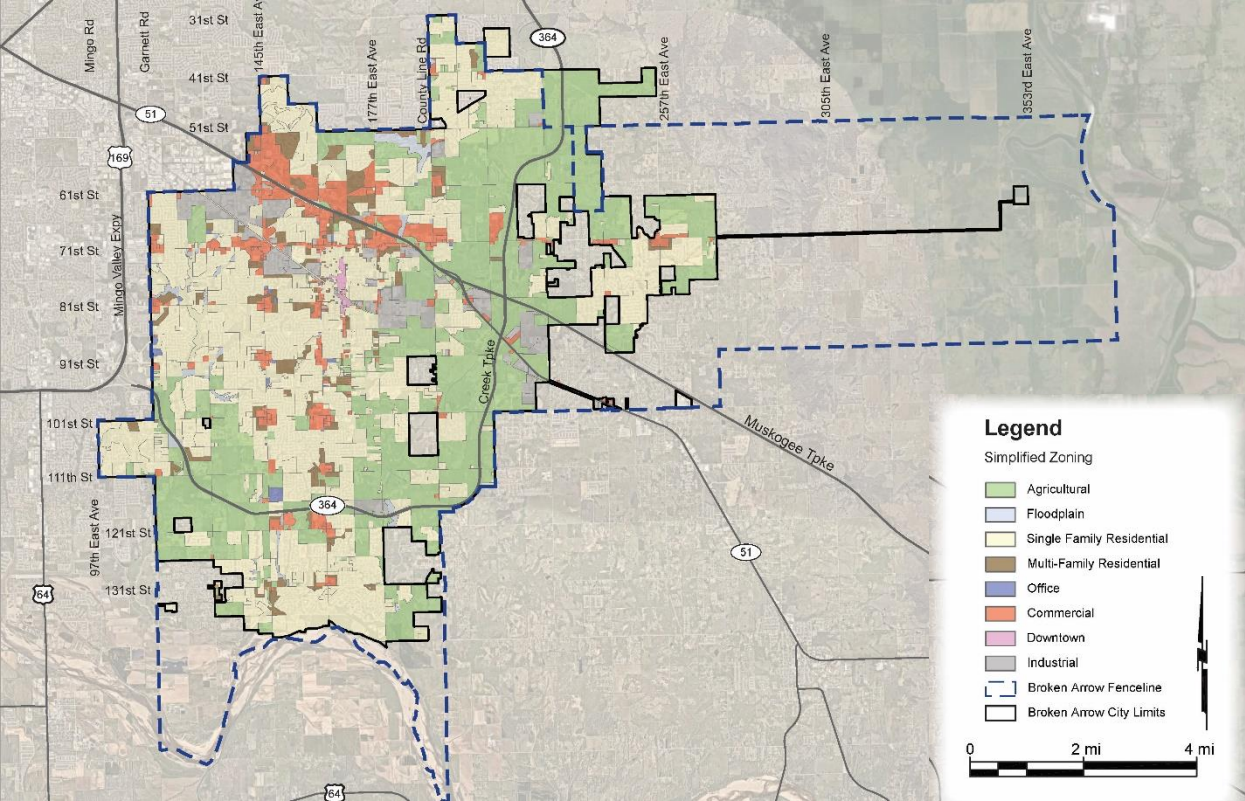 31st St
Mingo Rd
Garnett Rd
145th East Av
177th East Ave
County Line Rd
364
257th East Ave
305th East Ave
353rd East Ave
41st St
51
51st St
169
61st St
71st St
Mingo Valley Expy
81st St
91st St
Creek Tpke
101st St
Muskogee Tpke
111th St
364
97th East Ave
121st St
51
131st St
64
64
Legend
Simplified Zoning
Agricultural
Floodplain
Single Family Residential
Multi-Family Residential
Office
Commercial
Downtown
Industrial
Broken Arrow Fenceline
Broken Arrow City Limits
0 2 mi 4 mi